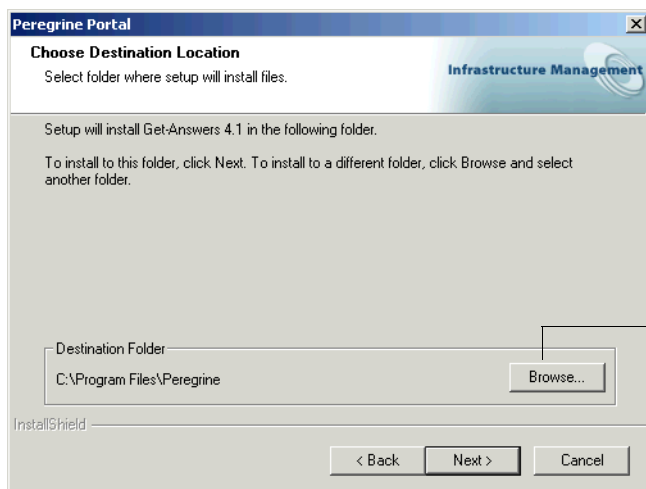 Peregrine Portal
Choose Destination Location
Select folder where setup will install files.
Infrastructure Management
Setup will install Get-Answers 4.1 in the following folder.
To install to this folder, click Next. To install to a different folder, click Browse and select
another folder.
Destination Folder
C:\Program Files\Peregrine
Browse...
InstallShield
< Back
Next >
Cancel